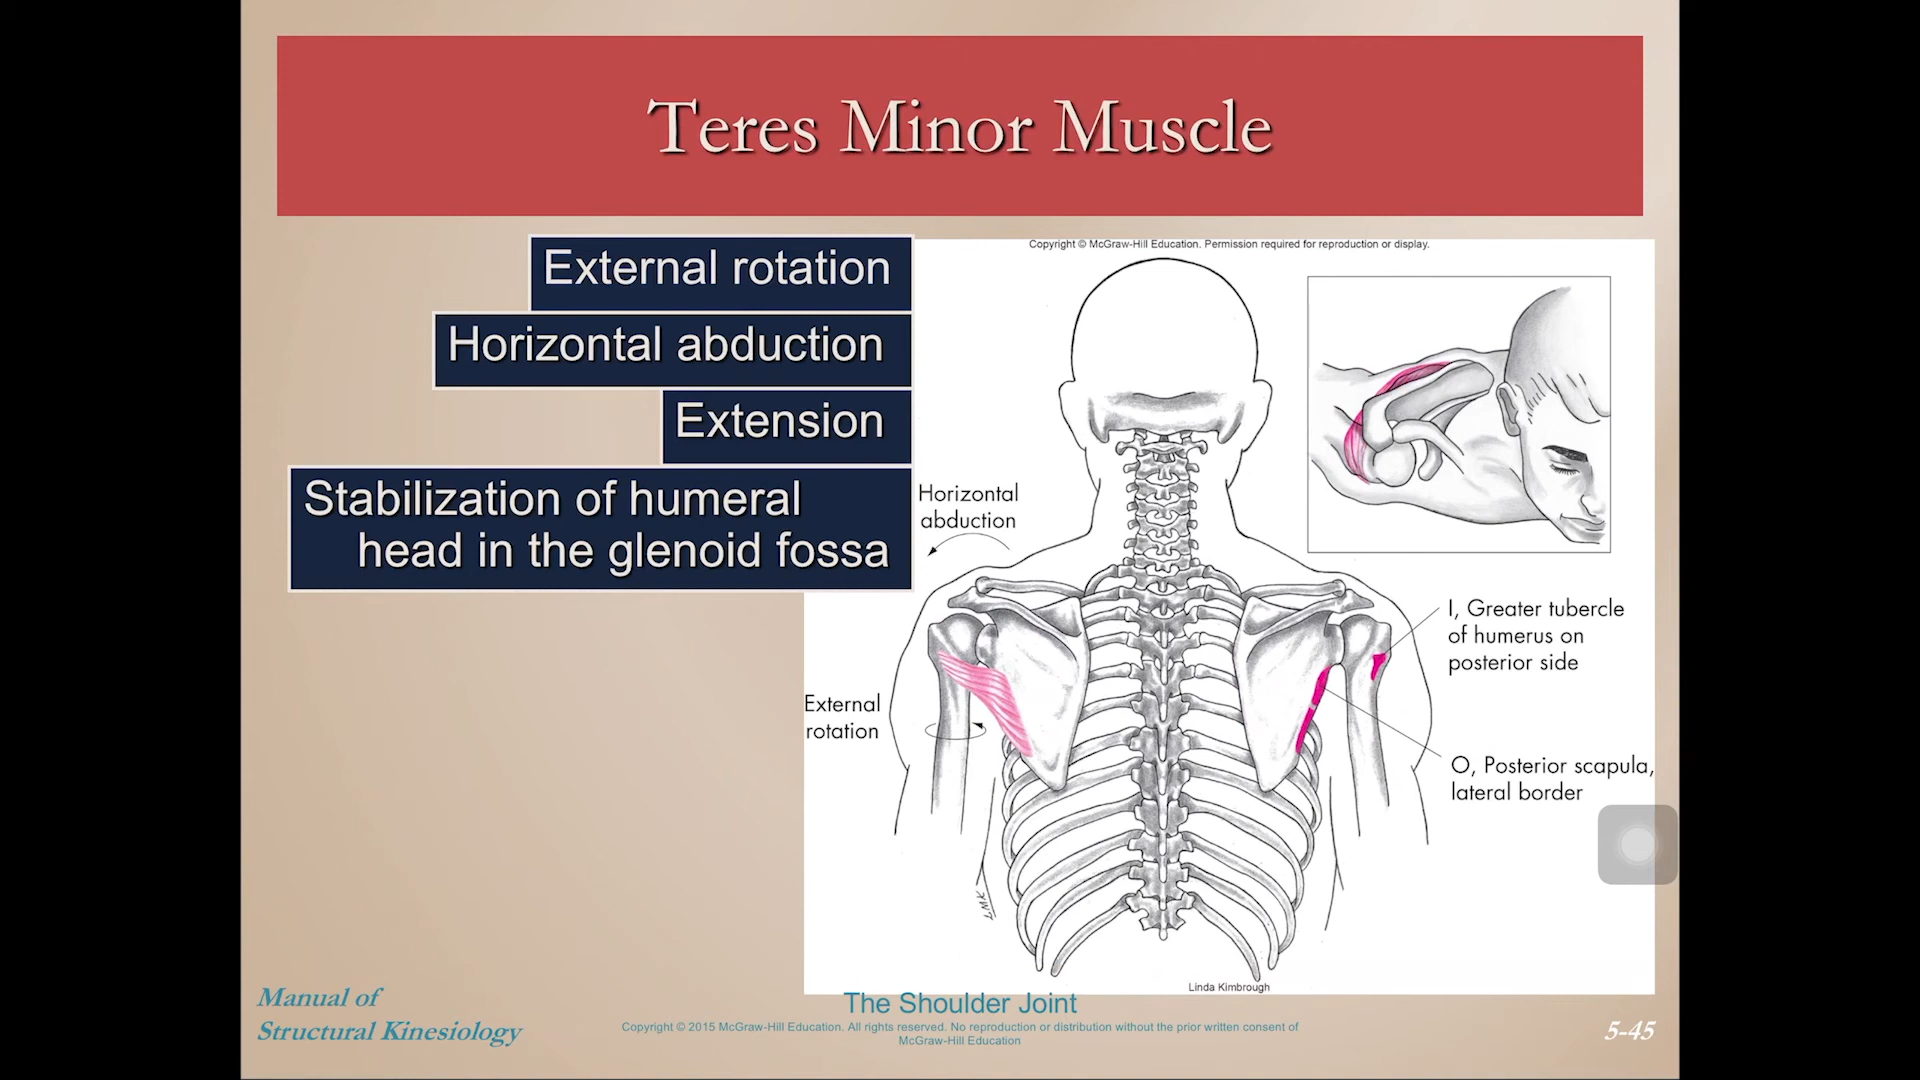 Teres Minor Muscle
External rotation
Horizontal abduction
Extension
Stabilization of humeral
head in the glenoid fossa
Copyright © McGraw-Hill Education. Permission required for reproduction or display.
Horizontal
abduction
External
rotation
I, Greater tubercle
of humerus on
posterior side
O, Posterior scapula,
lateral border
LMK
Linda Kimbrough
Manual of
Structural Kinesiology
The Shoulder Joint
Copyright © 2015 McGraw-Hill Education. All rights reserved. No reproduction or distribution without the prior written consent of
McGraw-Hill Education
5-45